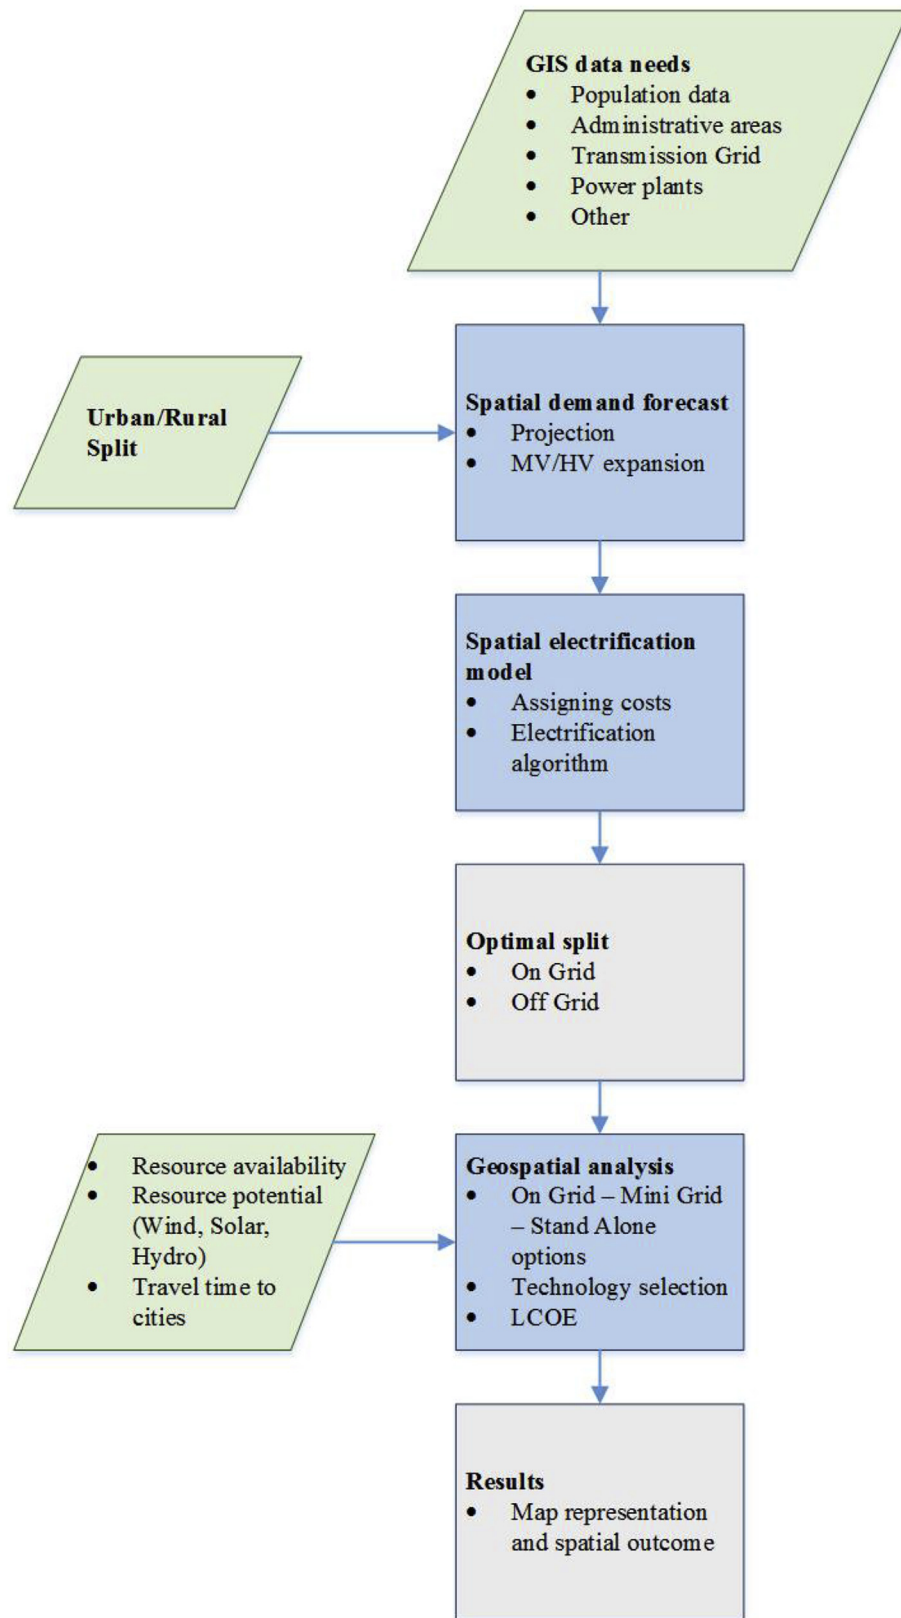 GIS data needs
• Population data
• Administrative areas
• Transmission Grid
• Power plants
• Other
Urban/Rural
Split
Spatial demand forecast
• Projection
• MV/HV expansion
Spatial electrification
model
• Assigning costs
• Electrification
algorithm
Optimal split
• On Grid
• Off Grid
• Resource availability
• Resource potential
(Wind, Solar,
Hydro)
• Travel time to
cities
Geospatial analysis
• On Grid – Mini Grid
– Stand Alone
options
• Technology selection
• LCOE
Results
• Map representation
and spatial outcome